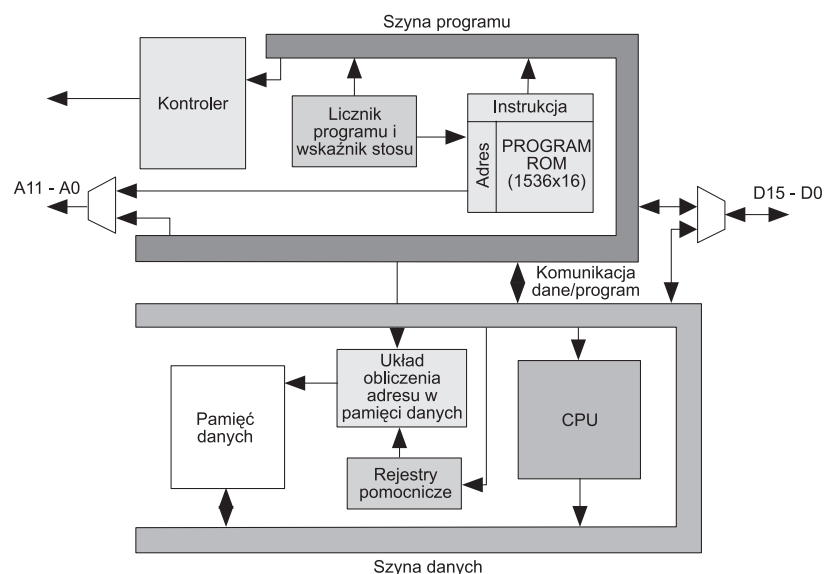 Szyna programu
Kontroler
Licznik
programu i
wskaźnik stosu
Instrukcja
Adres
PROGRAM
ROM
(1536x16)
A11 - A0
D15 - D0
Komunikacja
dane/program
Układ
obliczenia
adresu w
pamięci danych
Pamięć
danych
CPU
Rejestry
pomocnicze
Szyna danych